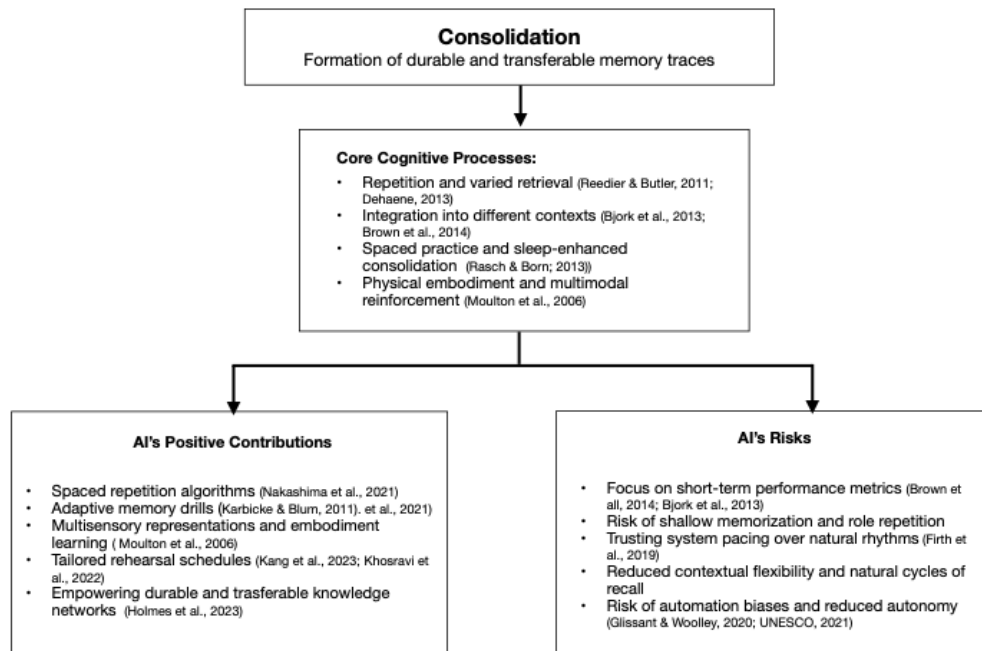 Consolidation
Formation of durable and transferable memory traces
Core Cognitive Processes:
• Repetition and varied retrieval (Reedier & Butler, 2011;
Dehaene, 2013)
• Integration into different contexts (Bjork et al., 2013;
Brown et al., 2014)
• Spaced practice and sleep-enhanced
consolidation (Rasch & Born; 2013))
• Physical embodiment and multimodal
reinforcement (Moulton et al., 2006)
AI's Positive Contributions
• Spaced repetition algorithms (Nakashima et al., 2021)
• Adaptive memory drills (Karbicke & Blum, 2011). et al., 2021
• Multisensory representations and embodiment
learning ( Moulton et al., 2006)
• Tailored rehearsal schedules (Kang et al., 2023; Khosravi et
al., 2022)
• Empowering durable and trasferable knowledge
networks (Holmes et al., 2023)
AI's Risks
• Focus on short-term performance metrics (Brown et
all, 2014; Bjork et al., 2013)
• Risk of shallow memorization and role repetition
• Trusting system pacing over natural rhythms (Firth et
al., 2019)
• Reduced contextual flexibility and natural cycles of
recall
• Risk of automation biases and reduced autonomy
(Glissant & Woolley, 2020; UNESCO, 2021)